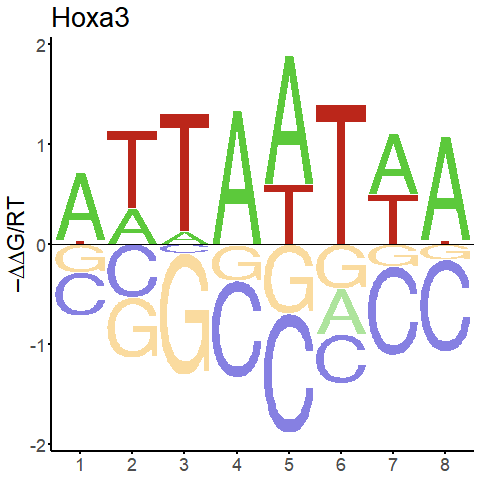 Hoxa3
−ΔΔG/RT
2
1
0
-1
-2
A T T A A T A A
T A A T T T
G C C G G G G G
C G G C C A C C
C
1 2 3 4 5 6 7 8